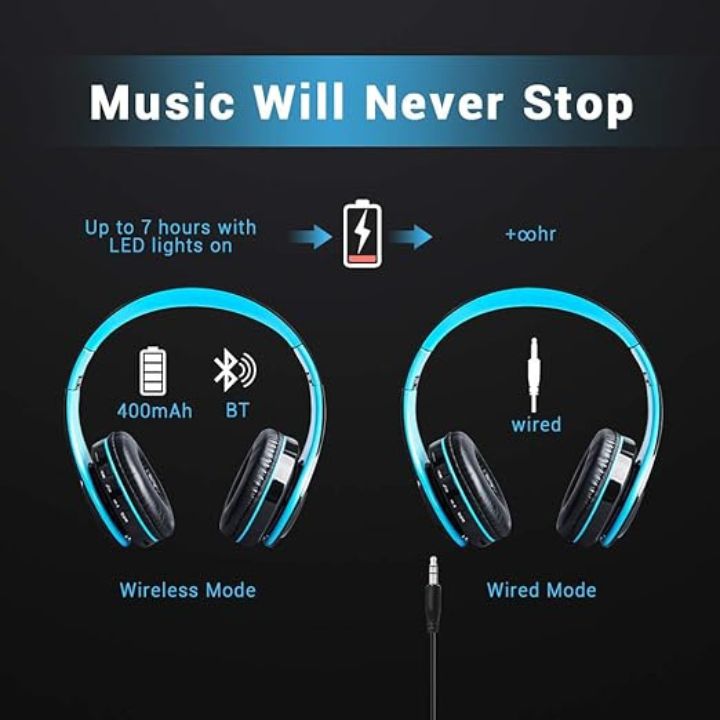 Music Will Never Stop
Up to 7 hours with
LED lights on
+∞hr
400mAh
BT
wired
Wireless Mode
Wired Mode